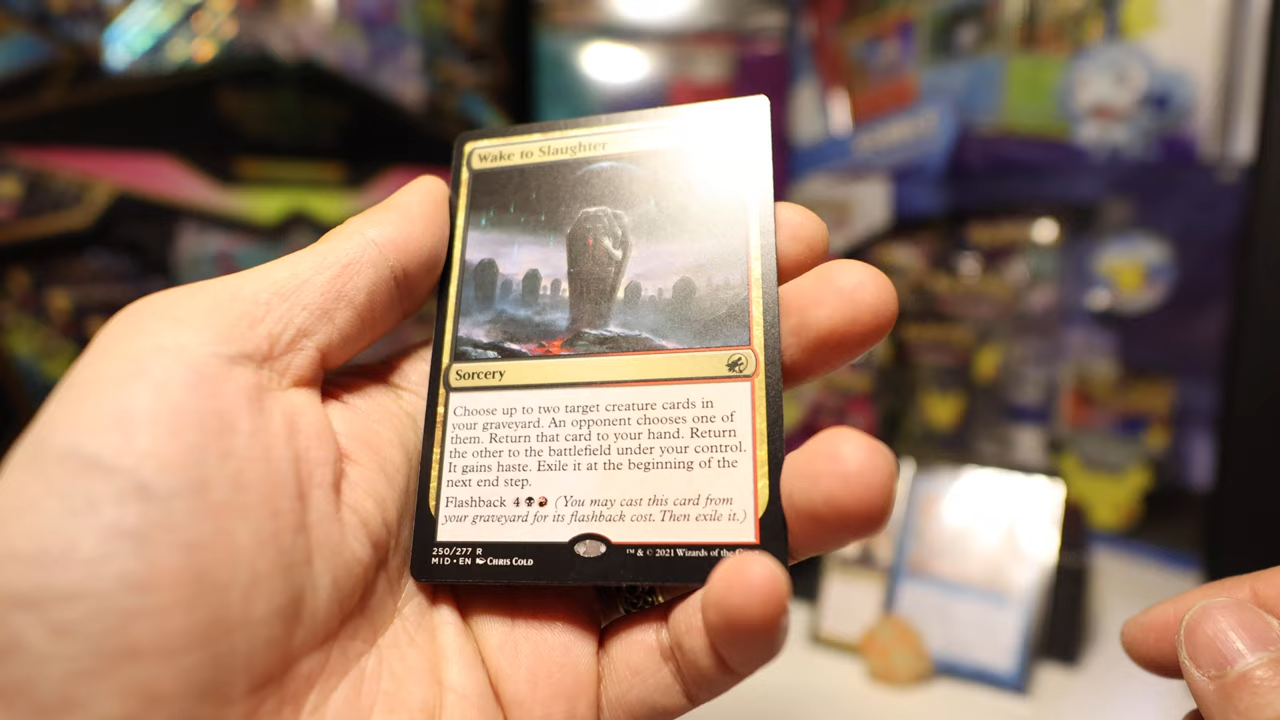 Wake to Slaughter
Sorcery
Choose up to two target creature cards in
your graveyard. An opponent chooses one of
them. Return that card to your hand. Return
the other to the battlefield under your control.
It gains haste. Exile it at the beginning of the
next end step.
Flashback 4 (You may cast this card from
your graveyard for its flashback cost. Then exile it.)
250/277 R
MID • EN CHRIS COLD
™ & © 2021 Wizards of the